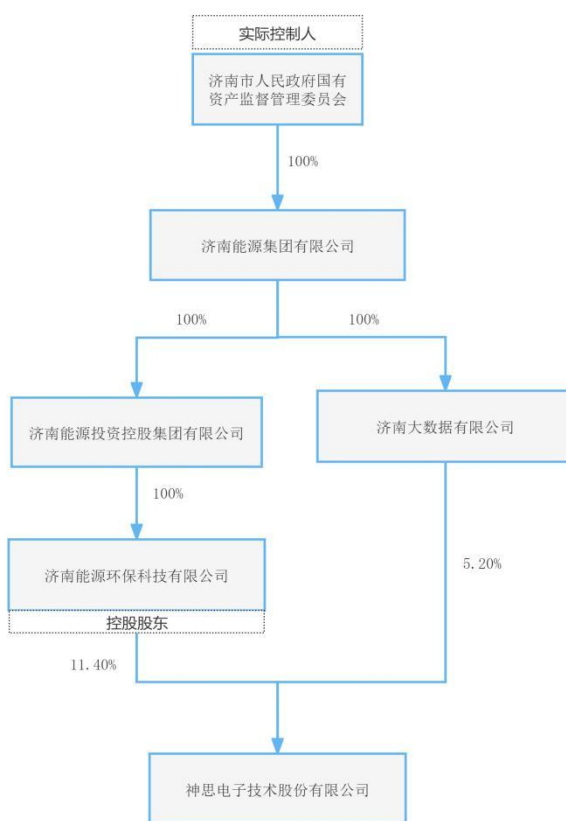 实际控制人
济南市人民政府国有
资产监督管理委员会
100%
济南能源集团有限公司
100%
100%
济南能源投资控股集团有限公司
济南大数据有限公司
100%
济南能源环保科技有限公司
5.20%
控股股东
11.40%
神思电子技术股份有限公司